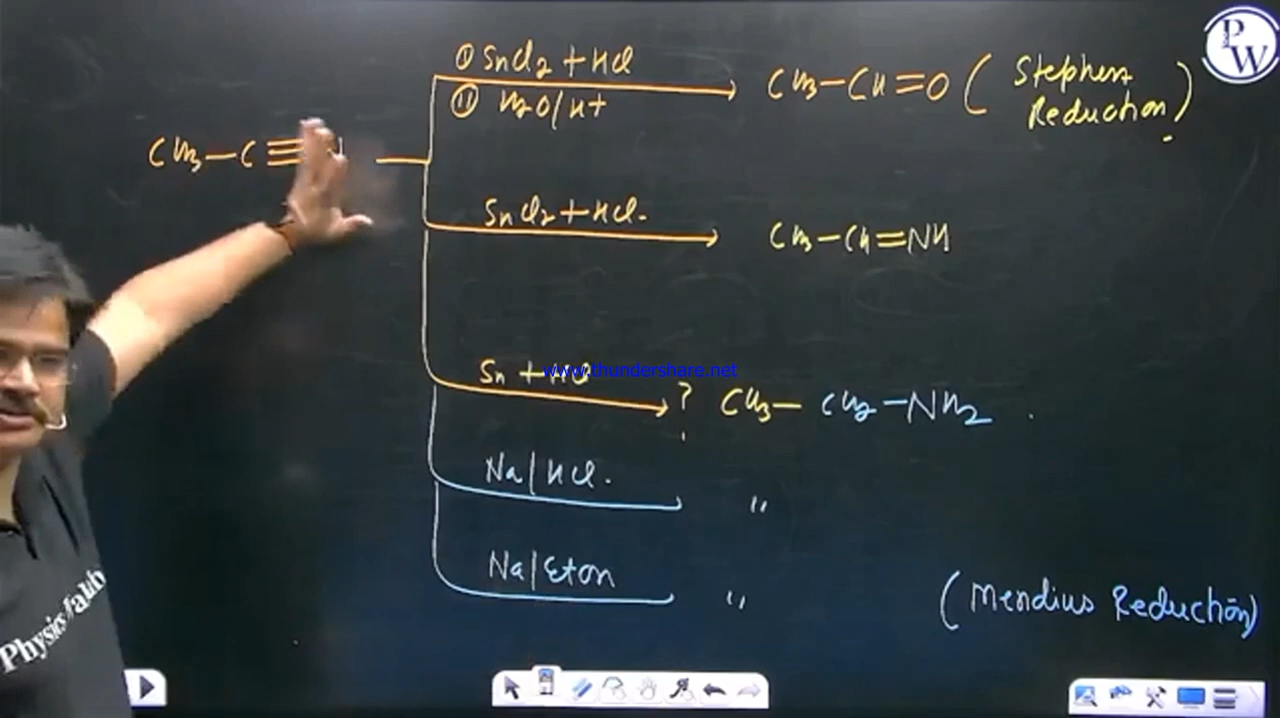 PW
① SnCl2 + HCl
② H2O/H+
CH3-CH=O (Stephens
Reduction)
CH3-C≡
SnCl2 + HCl.
CH3-CH=NH
Sn + HCl
www.thundershare.net
? CH3- CH2-NH2
Na/HCl.
"
Na/EtOH
"
(Mendius Reduction)
Physics Wallah